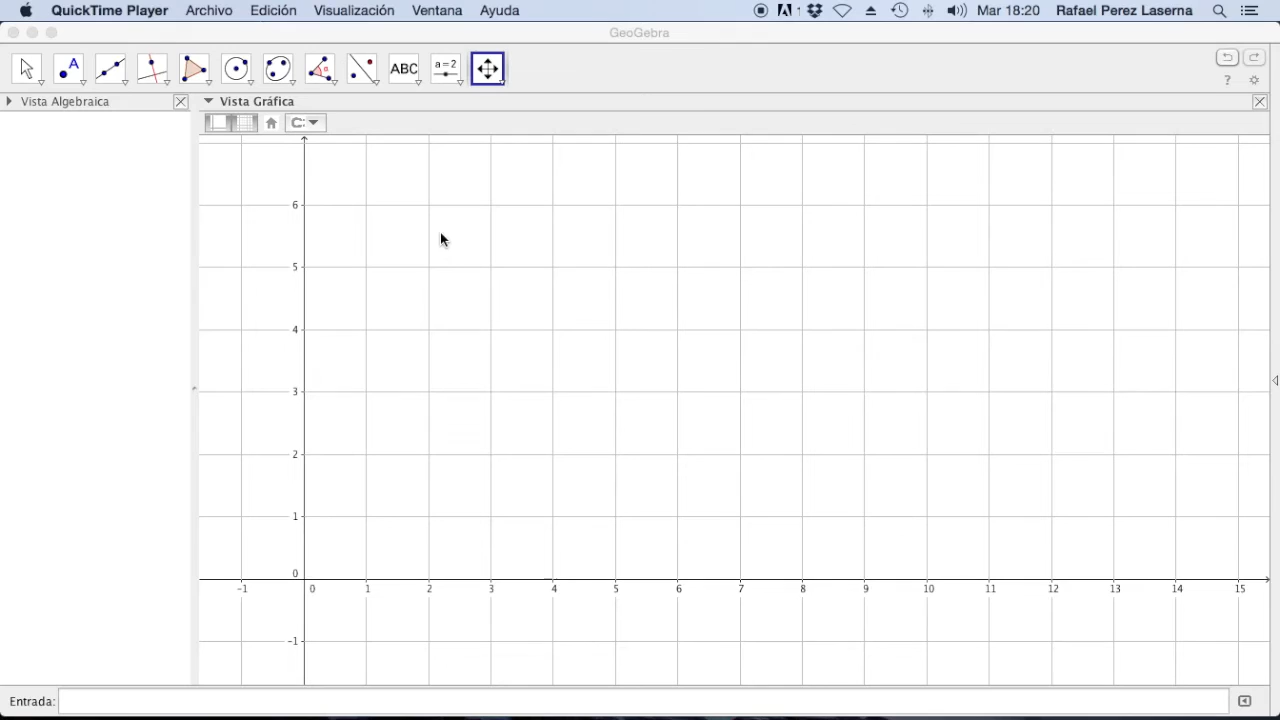 QuickTime Player Archivo Edición Visualización Ventana Ayuda 1 Mar 18:20 Rafael Perez Laserna
GeoGebra
A ABC a=2
?
Vista Algebraica Vista Gráfica
6
5
4
3
2
1
0
-1 0 1 2 3 4 5 6 7 8 9 10 11 12 13 14 15
-1
Entrada: